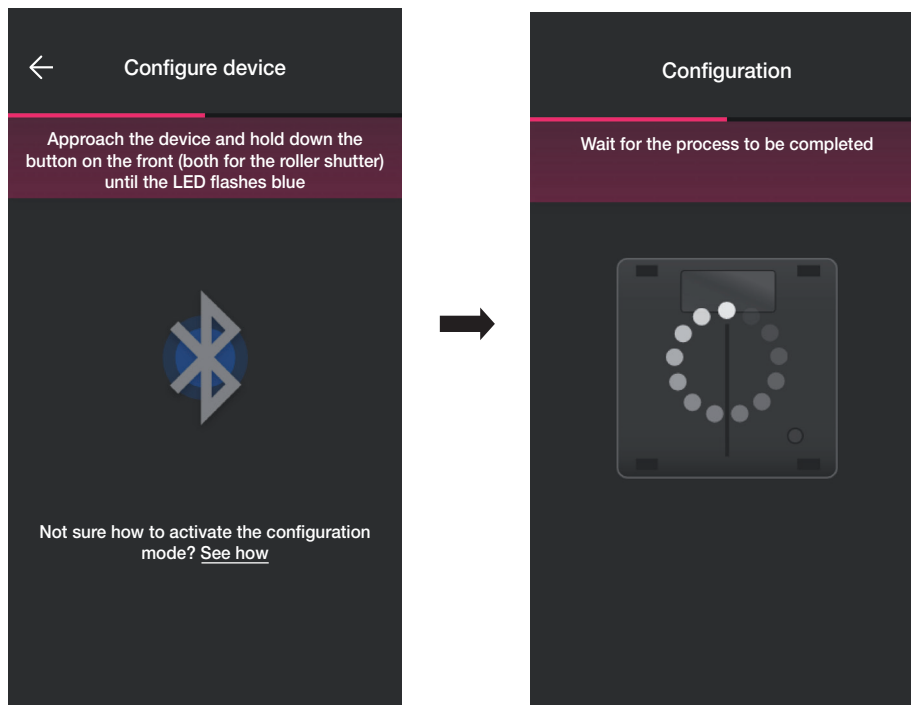 Configure device
Approach the device and hold down the
button on the front (both for the roller shutter)
until the LED flashes blue
Not sure how to activate the configuration
mode? See how
Configuration
Wait for the process to be completed